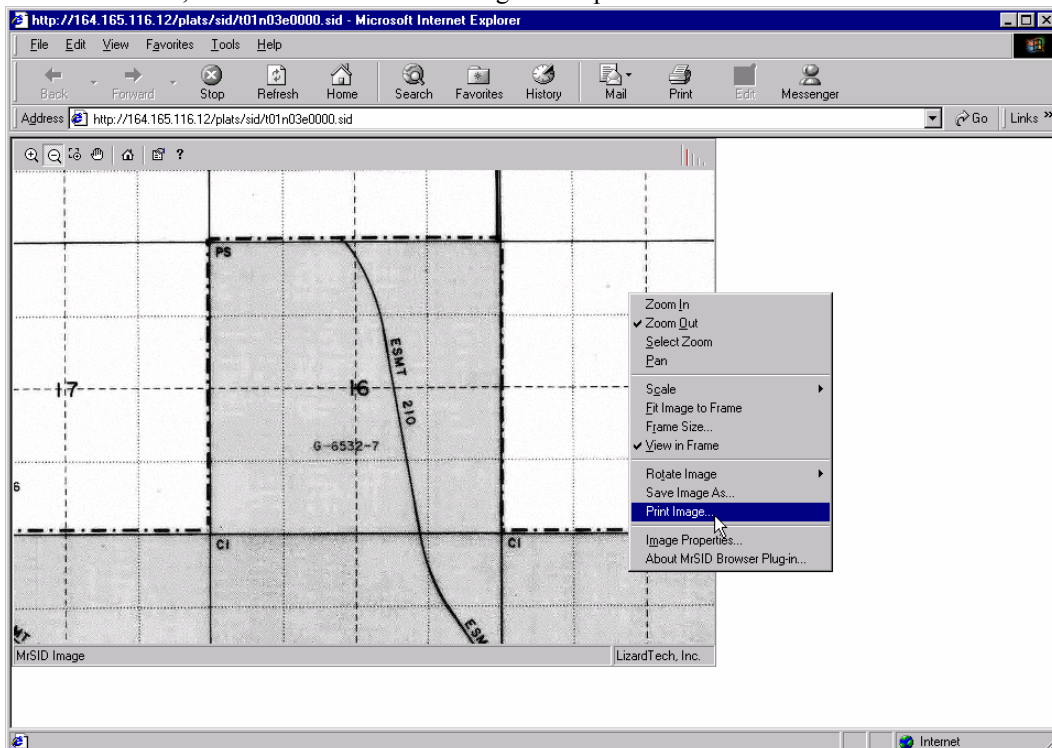 http://164.165.116.12/plats/sid/t01n03e0000.sid - Microsoft Internet Explorer
File Edit View Favorites Tools Help
Back Forward Stop Refresh Home Search Favorites History Mail Print Edit Messenger
Address http://164.165.116.12/plats/sid/t01n03e0000.sid Go Links »
?
PS
ESMT 210
17
16
G-6532-7
6
CI
CI
ESM
MrSID Image
LizardTech, Inc.
Zoom In
Zoom Out
Select Zoom
Pan
Scale
Fit Image to Frame
Frame Size...
View in Frame
Rotate Image
Save Image As...
Print Image...
Image Properties...
About MrSID Browser Plug-in...
Internet